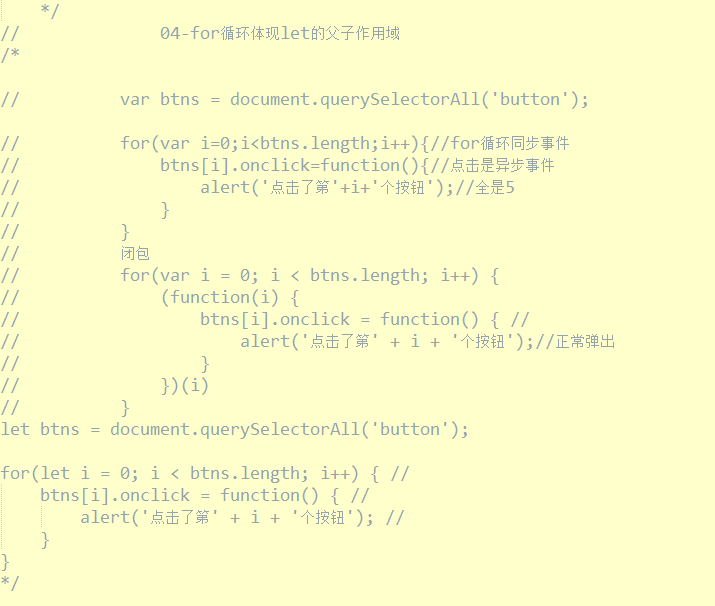 */
// 04-for循环体现let的父子作用域
/*
// var btns = document.querySelectorAll('button');
// for(var i=0;i<btns.length;i++){//for循环同步事件
// btns[i].onclick=function(){//点击是异步事件
// alert('点击了第'+i+'个按钮');//全是5
// }
// }
// 闭包
// for(var i = 0; i < btns.length; i++) {
// (function(i) {
// btns[i].onclick = function() { //
// alert('点击了第' + i + '个按钮');//正常弹出
// }
// })(i)
// }
let btns = document.querySelectorAll('button');
for(let i = 0; i < btns.length; i++) { //
btns[i].onclick = function() { //
alert('点击了第' + i + '个按钮'); //
}
}
*/